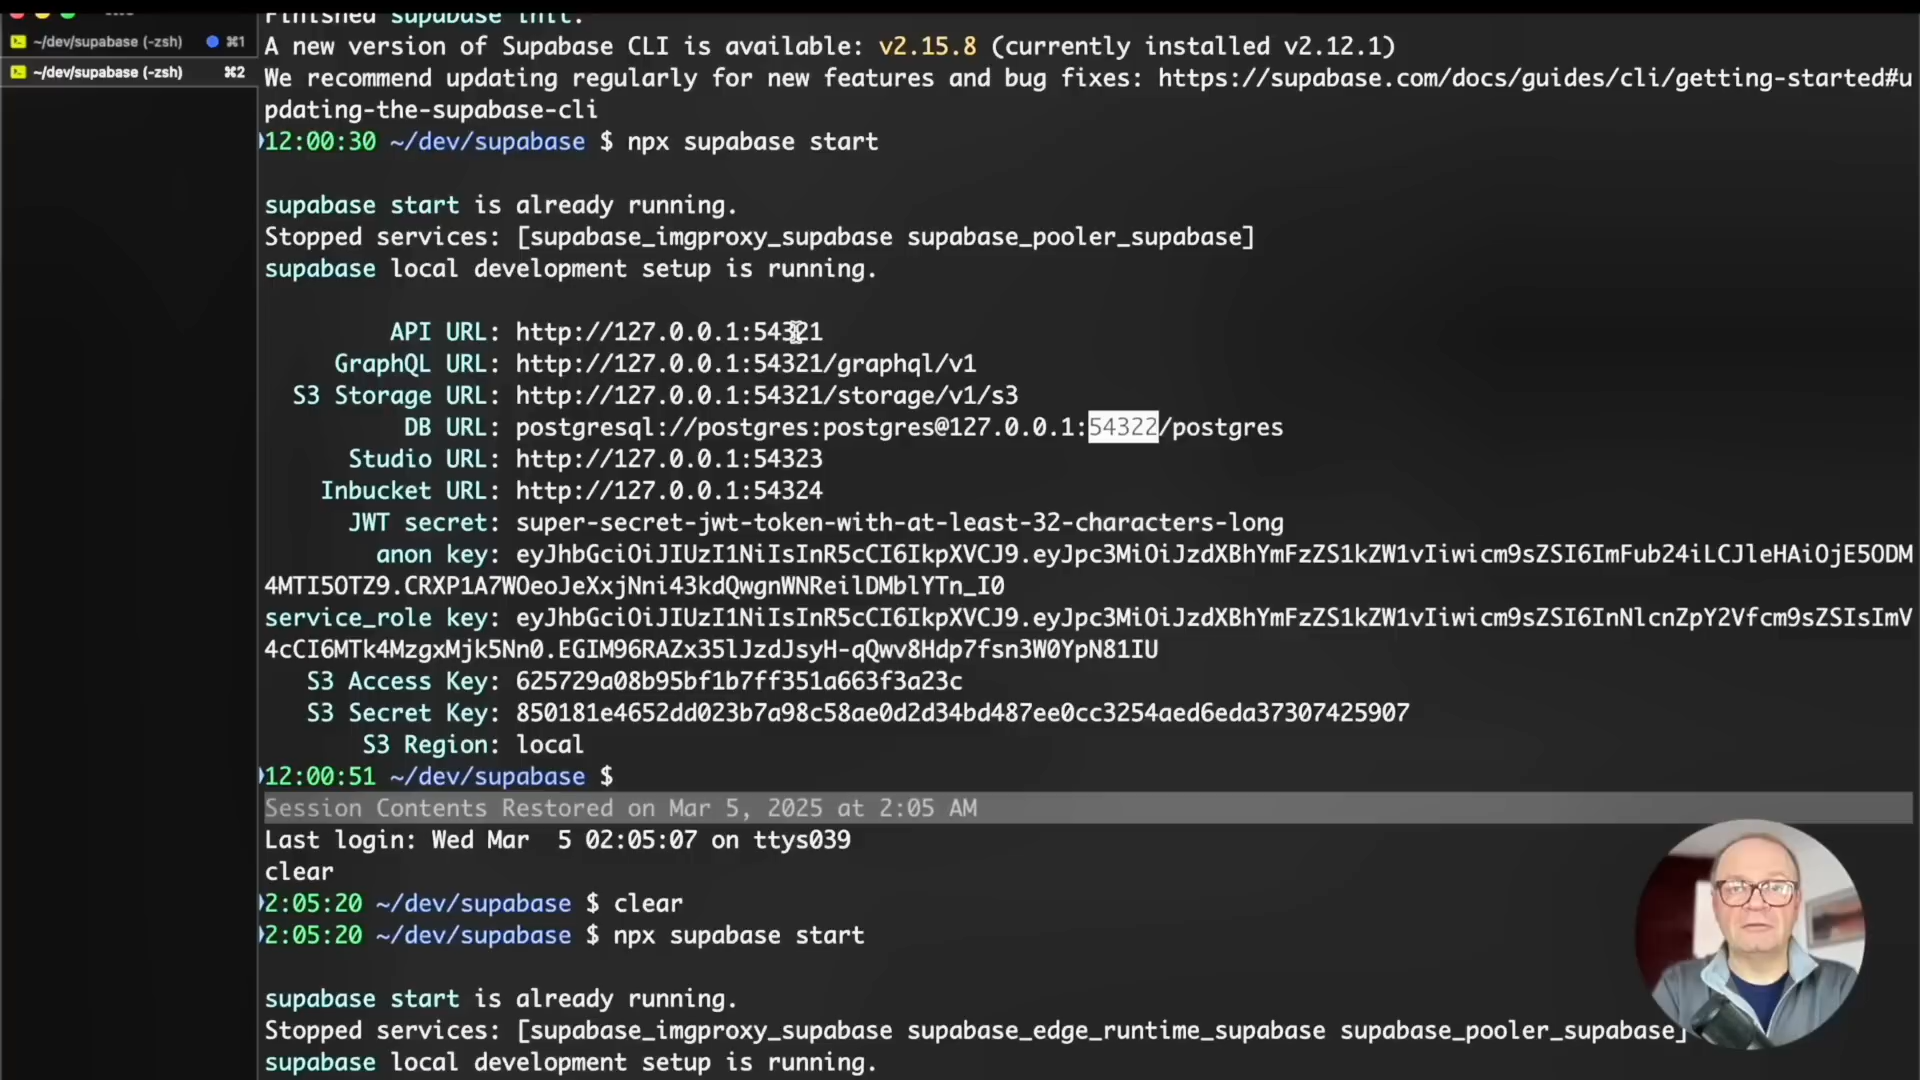 Finished supabase init.
~/dev/supabase (-zsh) ⌘1
A new version of Supabase CLI is available: v2.15.8 (currently installed v2.12.1)
~/dev/supabase (-zsh) ⌘2
We recommend updating regularly for new features and bug fixes: https://supabase.com/docs/guides/cli/getting-started#u
pdating-the-supabase-cli
12:00:30 ~/dev/supabase $ npx supabase start
supabase start is already running.
Stopped services: [supabase_imgproxy_supabase supabase_pooler_supabase]
supabase local development setup is running.
API URL: http://127.0.0.1:54321
GraphQL URL: http://127.0.0.1:54321/graphql/v1
S3 Storage URL: http://127.0.0.1:54321/storage/v1/s3
DB URL: postgresql://postgres:postgres@127.0.0.1:54322/postgres
Studio URL: http://127.0.0.1:54323
Inbucket URL: http://127.0.0.1:54324
JWT secret: super-secret-jwt-token-with-at-least-32-characters-long
anon key: eyJhbGciOiJIUzI1NiIsInR5cCI6IkpXVCJ9.eyJpc3MiOiJzdXBhYmFzZS1kZW1vIiwicm9sZSI6ImFub24iLCJleHAiOjE5ODM
4MTI5OTZ9.CRXP1A7WOeoJeXxjNni43kdQwgnWNReilDMblYTn_I0
service_role key: eyJhbGciOiJIUzI1NiIsInR5cCI6IkpXVCJ9.eyJpc3MiOiJzdXBhYmFzZS1kZW1vIiwicm9sZSI6InNlcnZpY2Vfcm9sZSIsImV
4cCI6MTk4MzgxMjk5Nn0.EGIM96RAZx35lJzdJsyH-qQwv8Hdp7fsn3W0YpN81IU
S3 Access Key: 625729a08b95bf1b7ff351a663f3a23c
S3 Secret Key: 850181e4652dd023b7a98c58ae0d2d34bd487ee0cc3254aed6eda37307425907
S3 Region: local
12:00:51 ~/dev/supabase $
Session Contents Restored on Mar 5, 2025 at 2:05 AM
Last login: Wed Mar  5 02:05:07 on ttys039
clear
2:05:20 ~/dev/supabase $ clear
2:05:20 ~/dev/supabase $ npx supabase start
supabase start is already running.
Stopped services: [supabase_imgproxy_supabase supabase_edge_runtime_supabase supabase_pooler_supabase]
supabase local development setup is running.